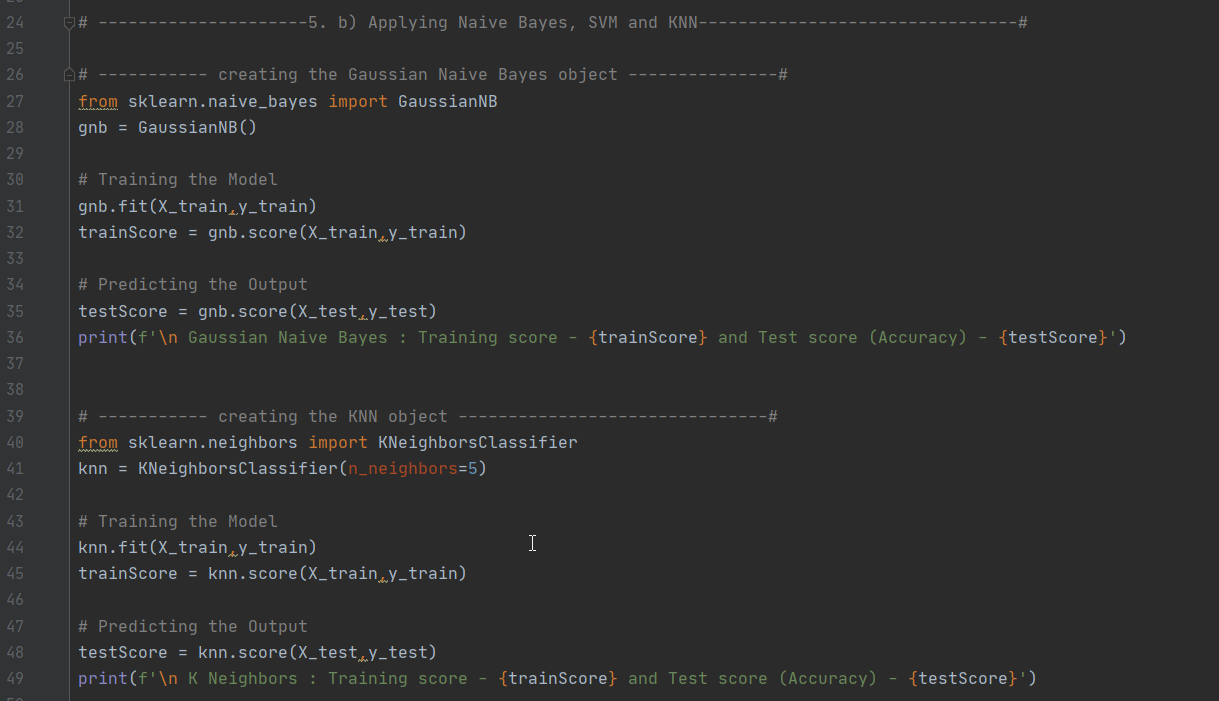 24 # ---------------------5. b) Applying Naive Bayes, SVM and KNN--------------------------------#
25
26 # ----------- creating the Gaussian Naive Bayes object ---------------#
27 from sklearn.naive_bayes import GaussianNB
28 gnb = GaussianNB()
29
30 # Training the Model
31 gnb.fit(X_train,y_train)
32 trainScore = gnb.score(X_train,y_train)
33
34 # Predicting the Output
35 testScore = gnb.score(X_test,y_test)
36 print(f'\n Gaussian Naive Bayes : Training score - {trainScore} and Test score (Accuracy) - {testScore}')
37
38
39 # ----------- creating the KNN object -------------------------------#
40 from sklearn.neighbors import KNeighborsClassifier
41 knn = KNeighborsClassifier(n_neighbors=5)
42
43 # Training the Model
44 knn.fit(X_train,y_train)
45 trainScore = knn.score(X_train,y_train)
46
47 # Predicting the Output
48 testScore = knn.score(X_test,y_test)
49 print(f'\n K Neighbors : Training score - {trainScore} and Test score (Accuracy) - {testScore}')